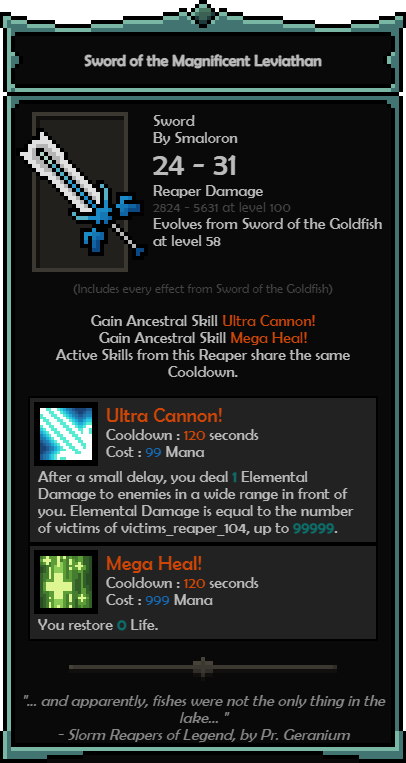 Sword of the Magnificent Leviathan
Sword
By Smaloron
24 - 31
Reaper Damage
2824 - 5631 at level 100
Evolves from Sword of the Goldfish
at level 58
(Includes every effect from Sword of the Goldfish)
Gain Ancestral Skill Ultra Cannon!
Gain Ancestral Skill Mega Heal!
Active Skills from this Reaper share the same
Cooldown.
Ultra Cannon!
Cooldown : 120 seconds
Cost : 99 Mana
After a small delay, you deal 1 Elemental
Damage to enemies in a wide range in front of
you. Elemental Damage is equal to the number
of victims of victims_reaper_104, up to 99999.
Mega Heal!
Cooldown : 120 seconds
Cost : 999 Mana
You restore 0 Life.
"... and apparently, fishes were not the only thing in the
lake... "
- Slorm Reapers of Legend, by Pr. Geranium